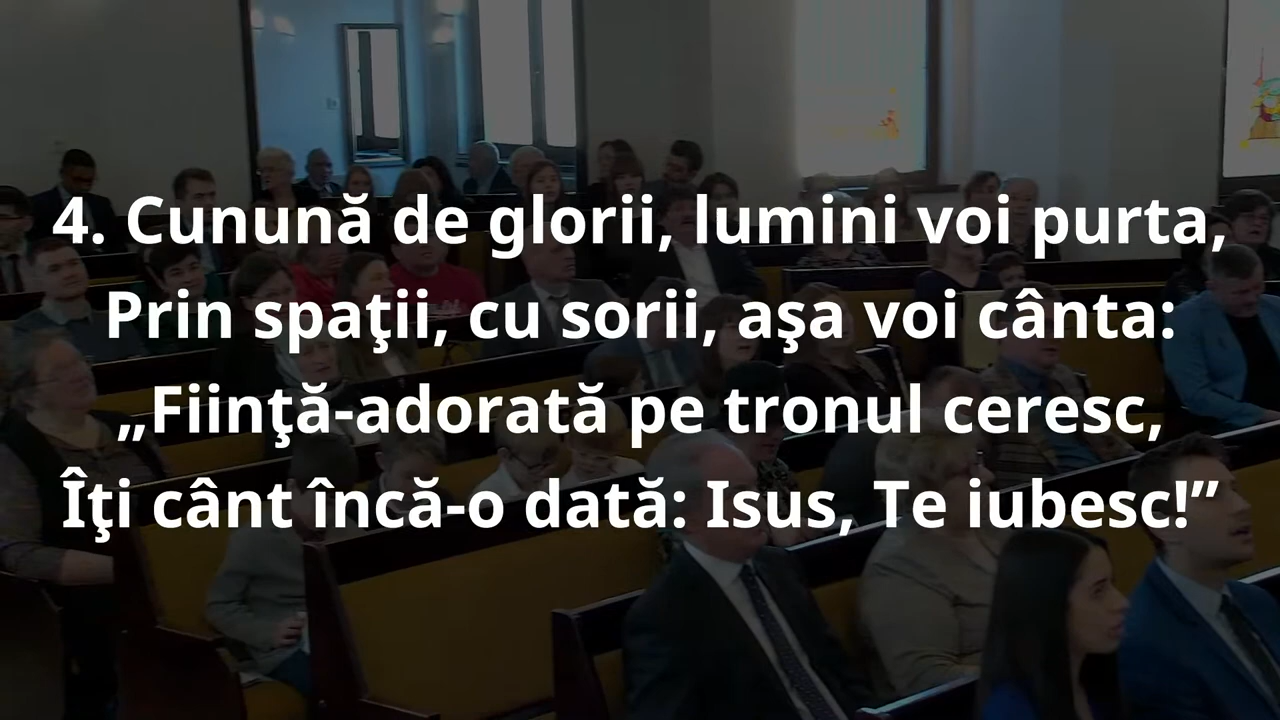 4. Cunună de glorii, lumini voi purta,
Prin spaţii, cu sorii, aşa voi cânta:
„Fiinţă-adorată pe tronul ceresc,
Îţi cânt încă-o dată: Isus, Te iubesc!”